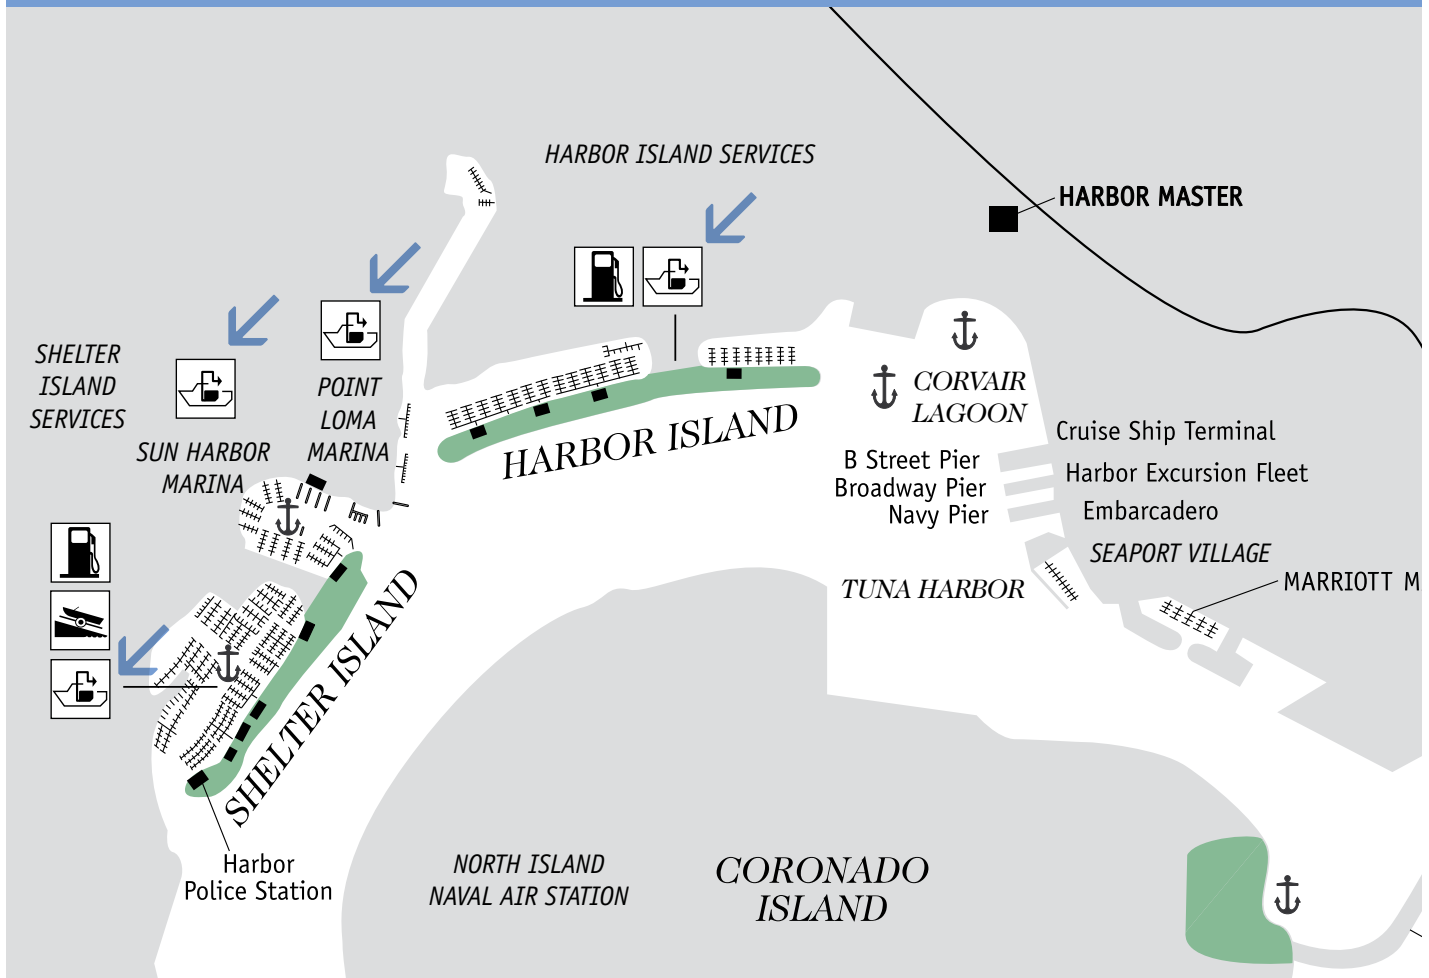 HARBOR ISLAND SERVICES
HARBOR MASTER
SHELTER
ISLAND
SERVICES
POINT
LOMA
MARINA
SUN HARBOR
MARINA
HARBOR ISLAND
CORVAIR
LAGOON
Cruise Ship Terminal
B Street Pier
Harbor Excursion Fleet
Broadway Pier
Navy Pier
Embarcadero
SEAPORT VILLAGE
TUNA HARBOR
MARRIOTT M
SHELTER ISLAND
Harbor
Police Station
NORTH ISLAND
NAVAL AIR STATION
CORONADO
ISLAND